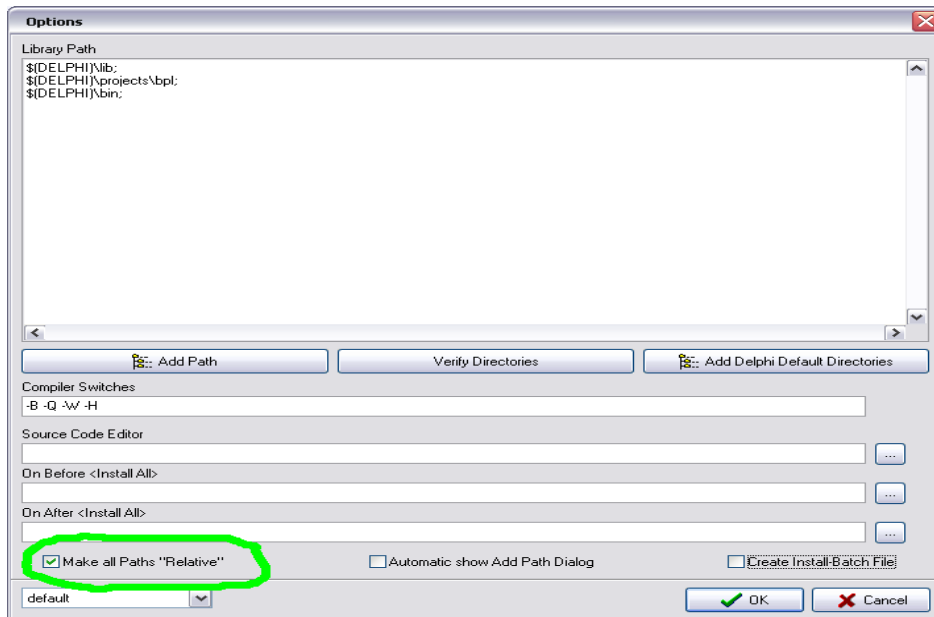 Options
Library Path
$(DELPHI)\lib;
$(DELPHI)\projects\bpl;
$(DELPHI)\bin;
Add Path Verify Directories Add Delphi Default Directories
Compiler Switches
-B -Q -W -H
Source Code Editor
...
On Before <Install All>
...
On After <Install All>
...
Make all Paths "Relative" Automatic show Add Path Dialog Create Install-Batch File
default OK Cancel